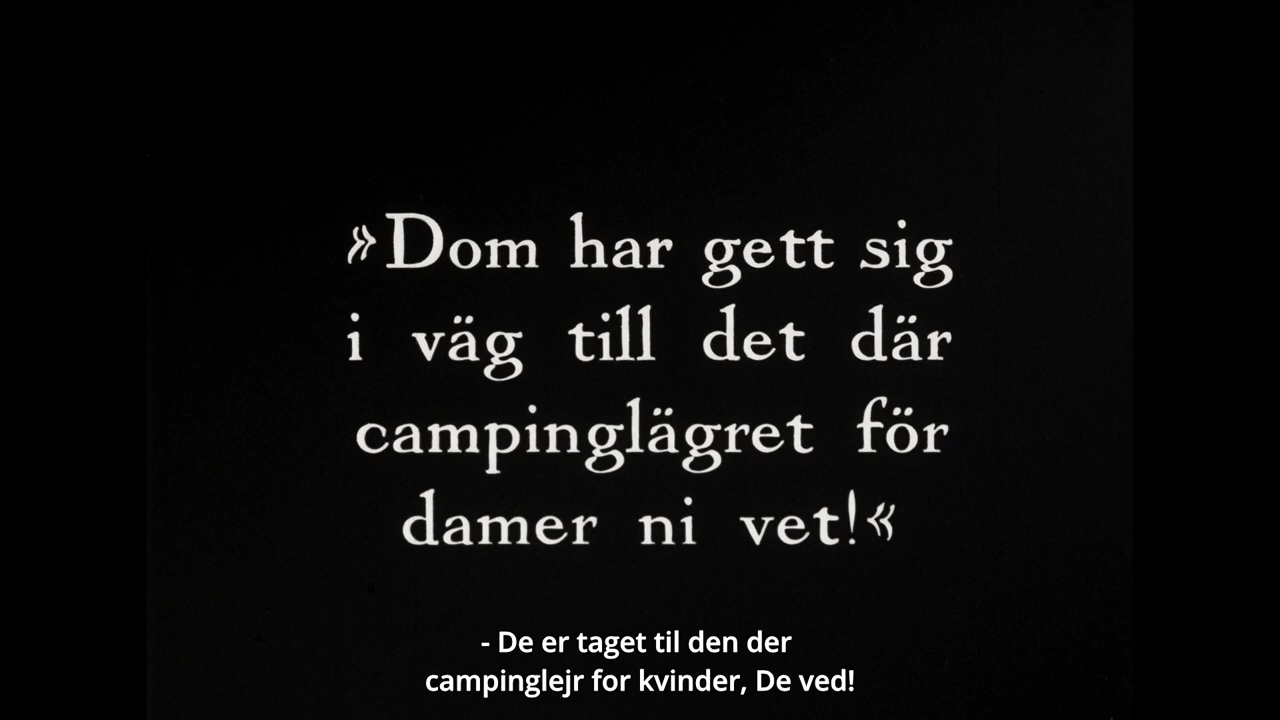 »Dom har gett sig
i väg till det där
campinglägret för
damer ni vet!«
- De er taget til den der
campinglejr for kvinder, De ved!